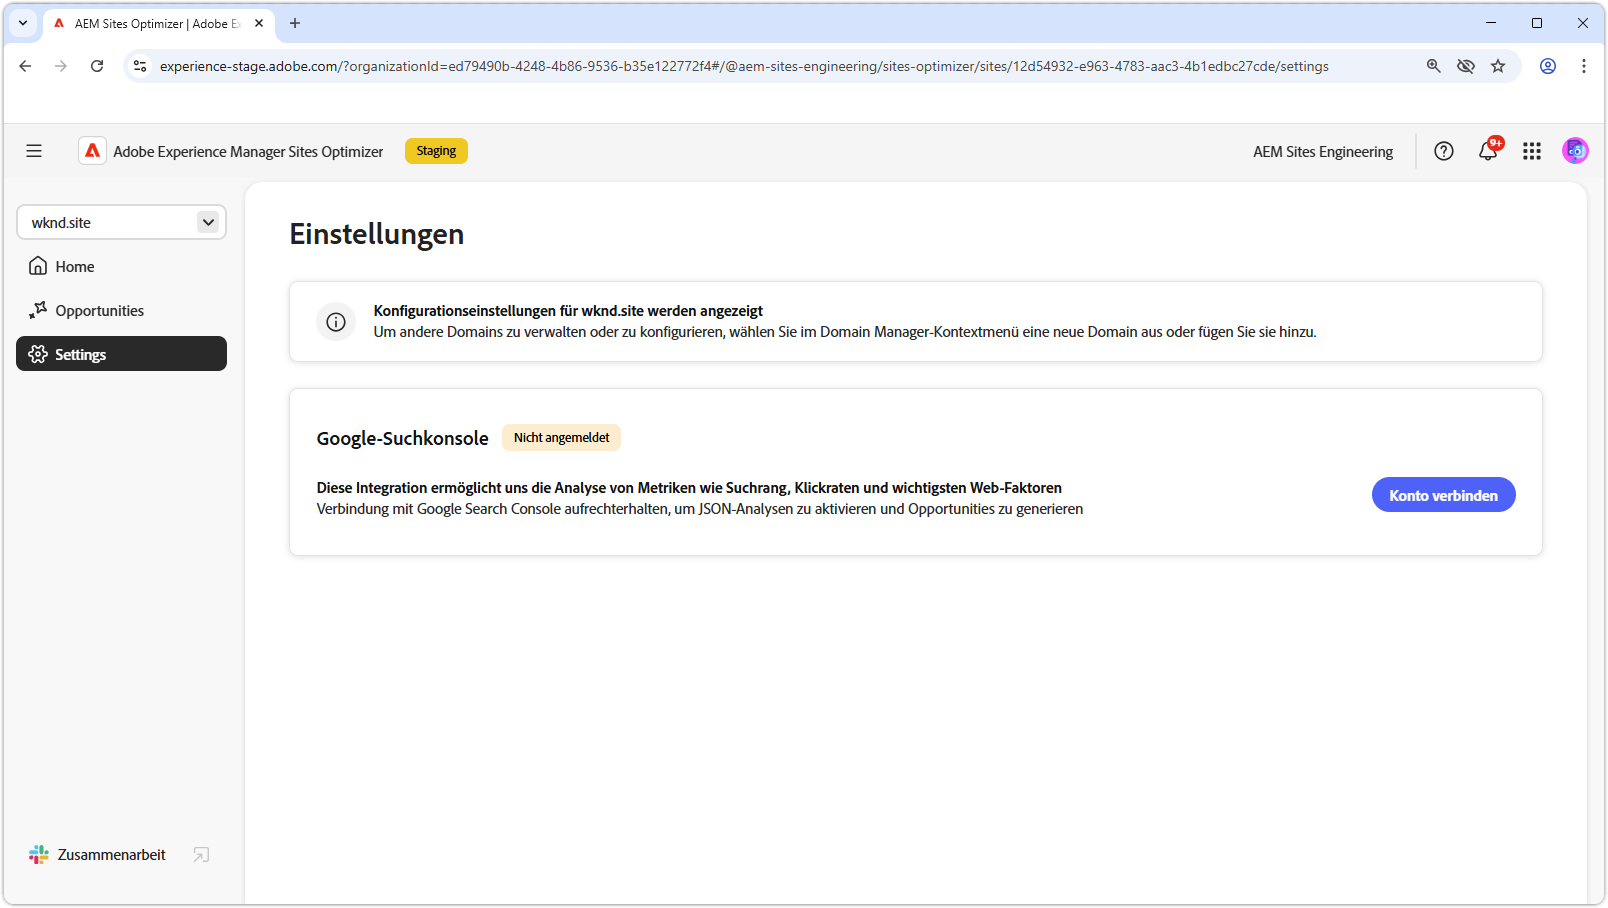 AEM Sites Optimizer | Adobe Ex
experience-stage.adobe.com/?organizationId=ed79490b-4248-4b86-9536-b35e122772f4#/@aem-sites-engineering/sites-optimizer/sites/12d54932-e963-4783-aac3-4b1edbc27cde/settings
Adobe Experience Manager Sites Optimizer
Staging
AEM Sites Engineering
9+
wknd.site
Home
Opportunities
Settings
Zusammenarbeit
Einstellungen
Konfigurationseinstellungen für wknd.site werden angezeigt
Um andere Domains zu verwalten oder zu konfigurieren, wählen Sie im Domain Manager-Kontextmenü eine neue Domain aus oder fügen Sie sie hinzu.
Google-Suchkonsole
Nicht angemeldet
Diese Integration ermöglicht uns die Analyse von Metriken wie Suchrang, Klickraten und wichtigsten Web-Faktoren
Verbindung mit Google Search Console aufrechterhalten, um JSON-Analysen zu aktivieren und Opportunities zu generieren
Konto verbinden